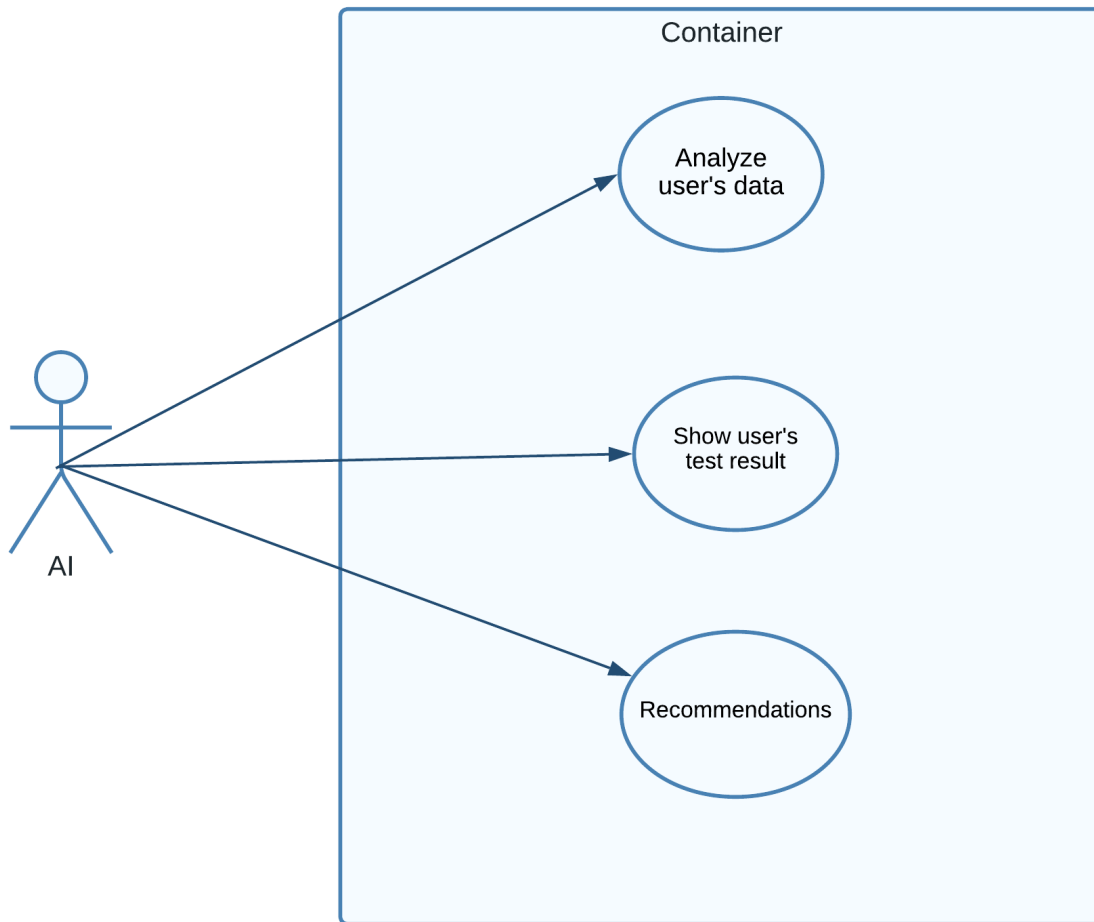 Container
Analyze
user's data
Show user's
test result
AI
Recommendations